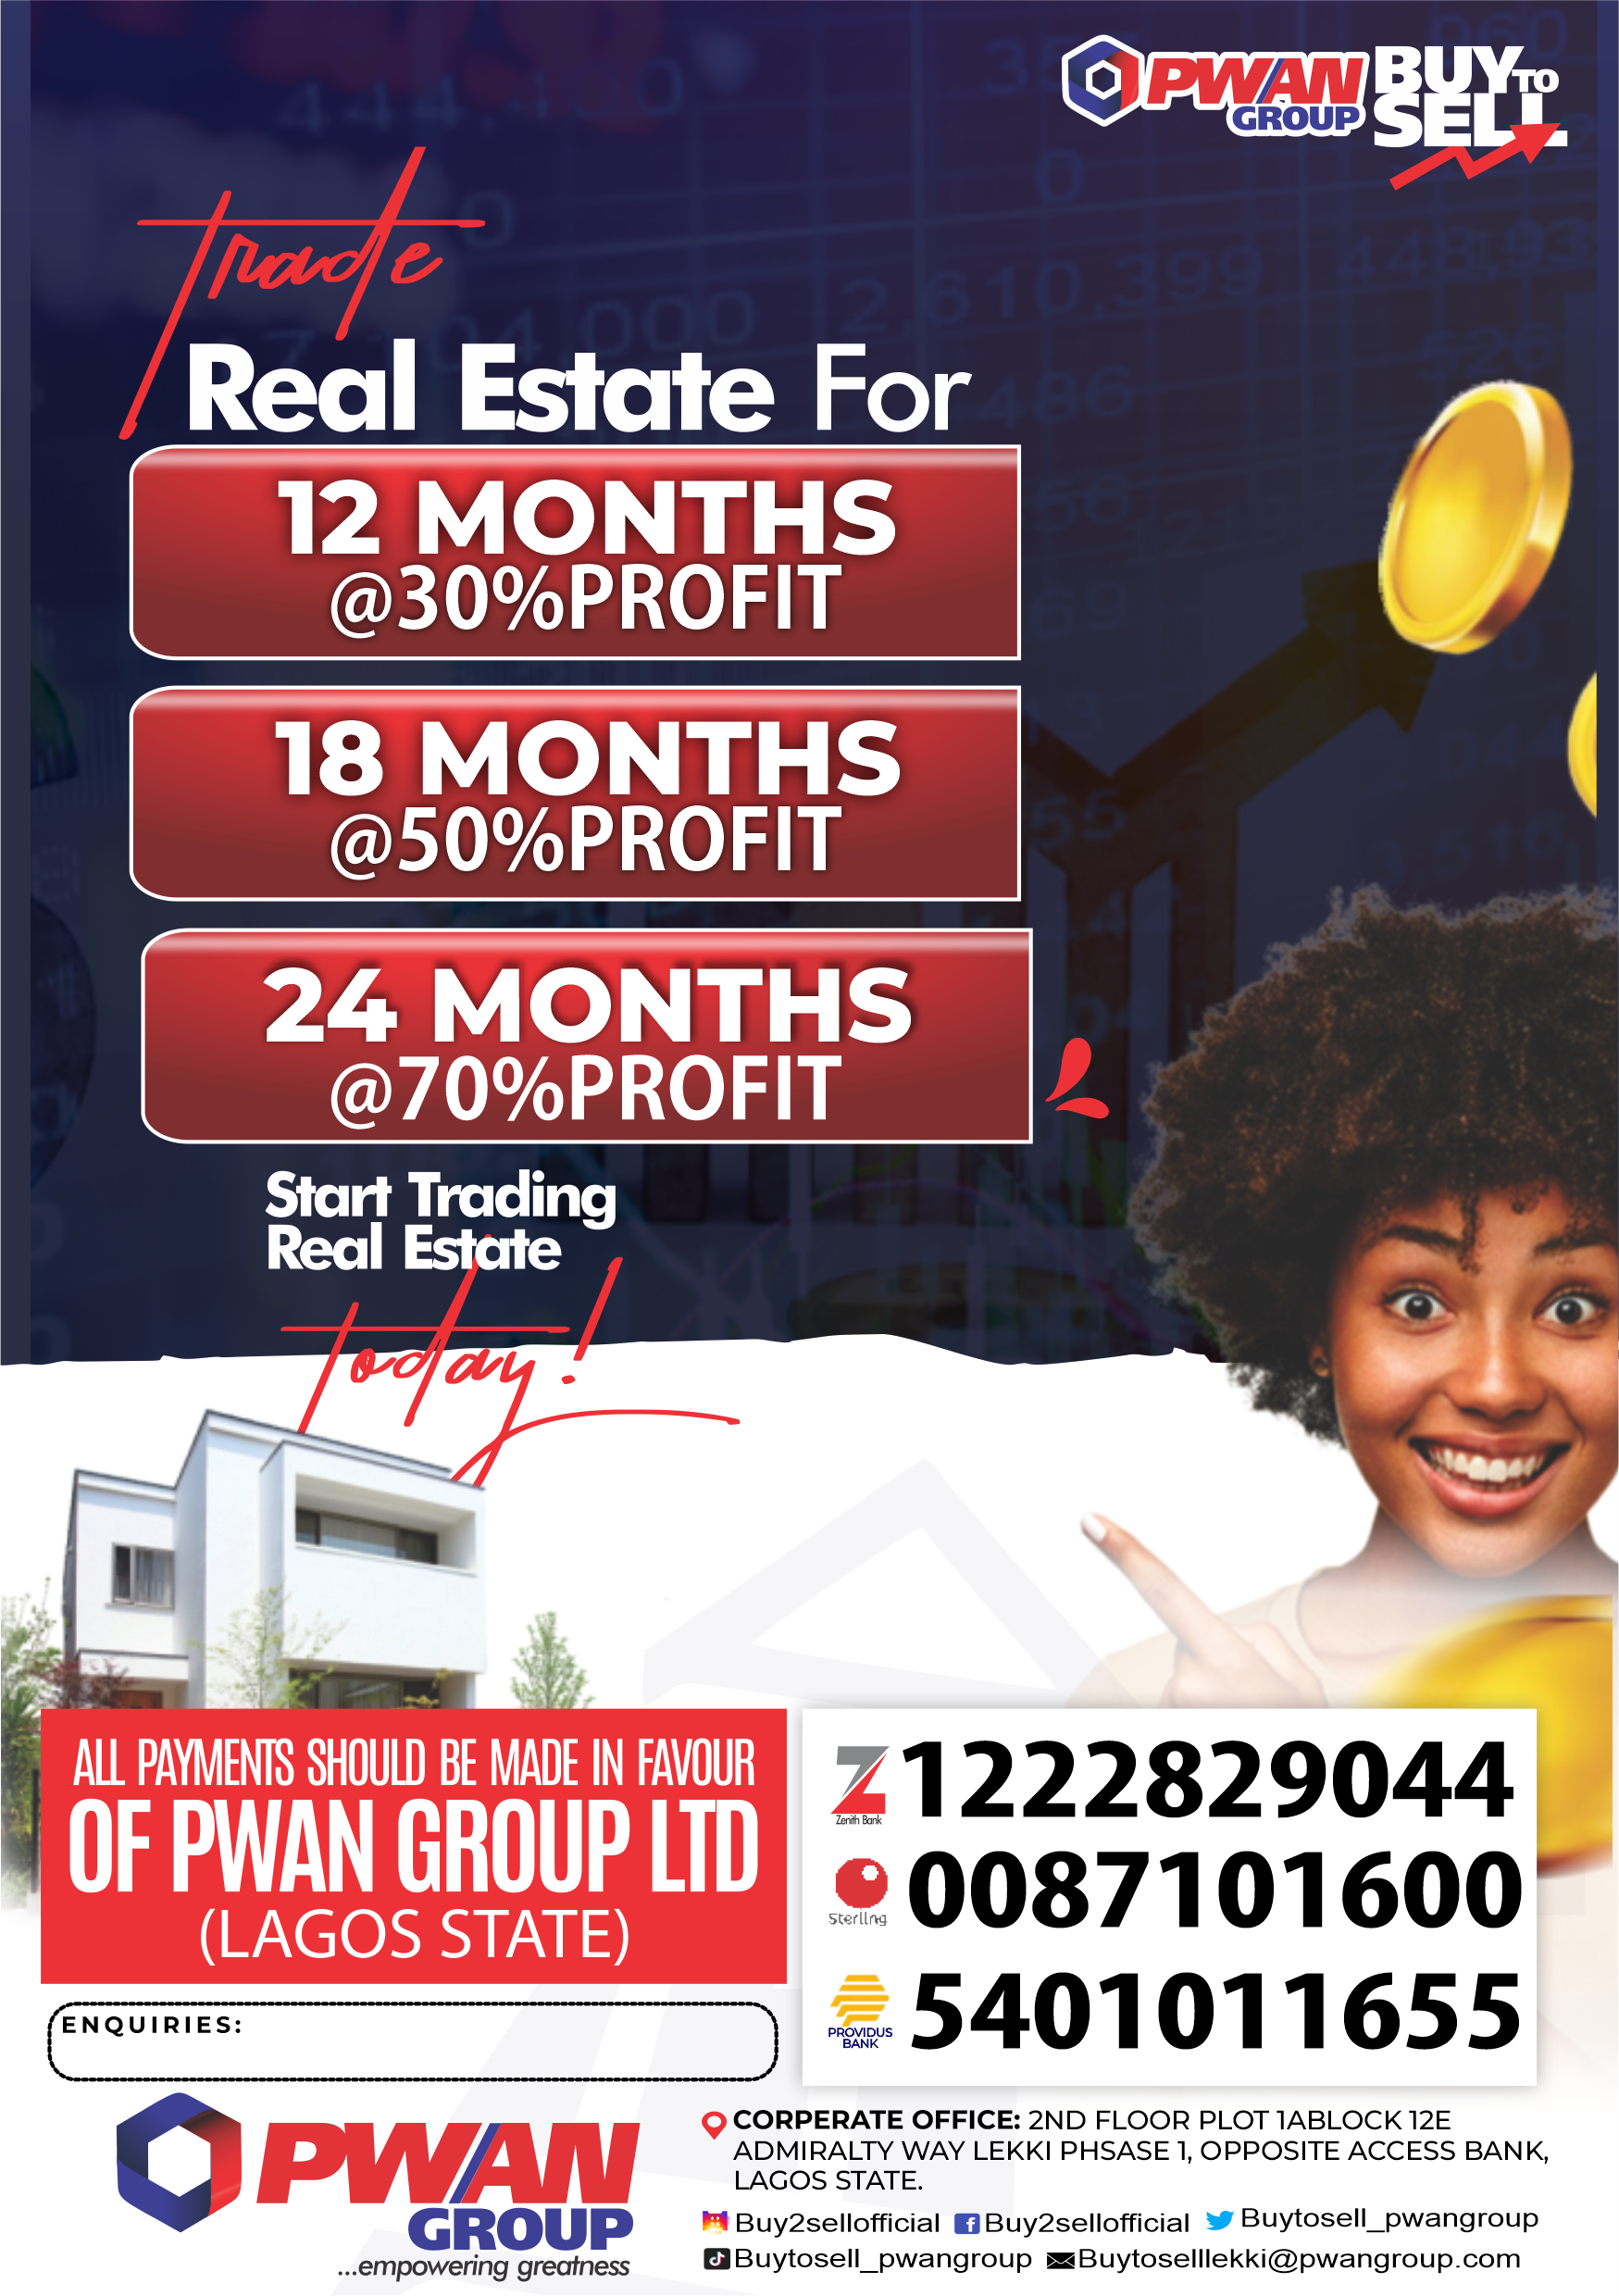 PWAN BUY TO
GROUP SELL
Trade
Real Estate For
12 MONTHS
@30%PROFIT
18 MONTHS
@50%PROFIT
24 MONTHS
@70%PROFIT
Start Trading
Real Estate
today!
ALL PAYMENTS SHOULD BE MADE IN FAVOUR
OF PWAN GROUP LTD
(LAGOS STATE)
Zenith Bank 1222829044
Sterling 0087101600
PROVIDUS
BANK 5401011655
ENQUIRIES:
PWAN
GROUP
...empowering greatness
CORPERATE OFFICE: 2ND FLOOR PLOT 1ABLOCK 12E
ADMIRALTY WAY LEKKI PHSASE 1, OPPOSITE ACCESS BANK,
LAGOS STATE.
Buy2sellofficial Buy2sellofficial Buytosell_pwangroup
Buytosell_pwangroup Buytoselllekki@pwangroup.com